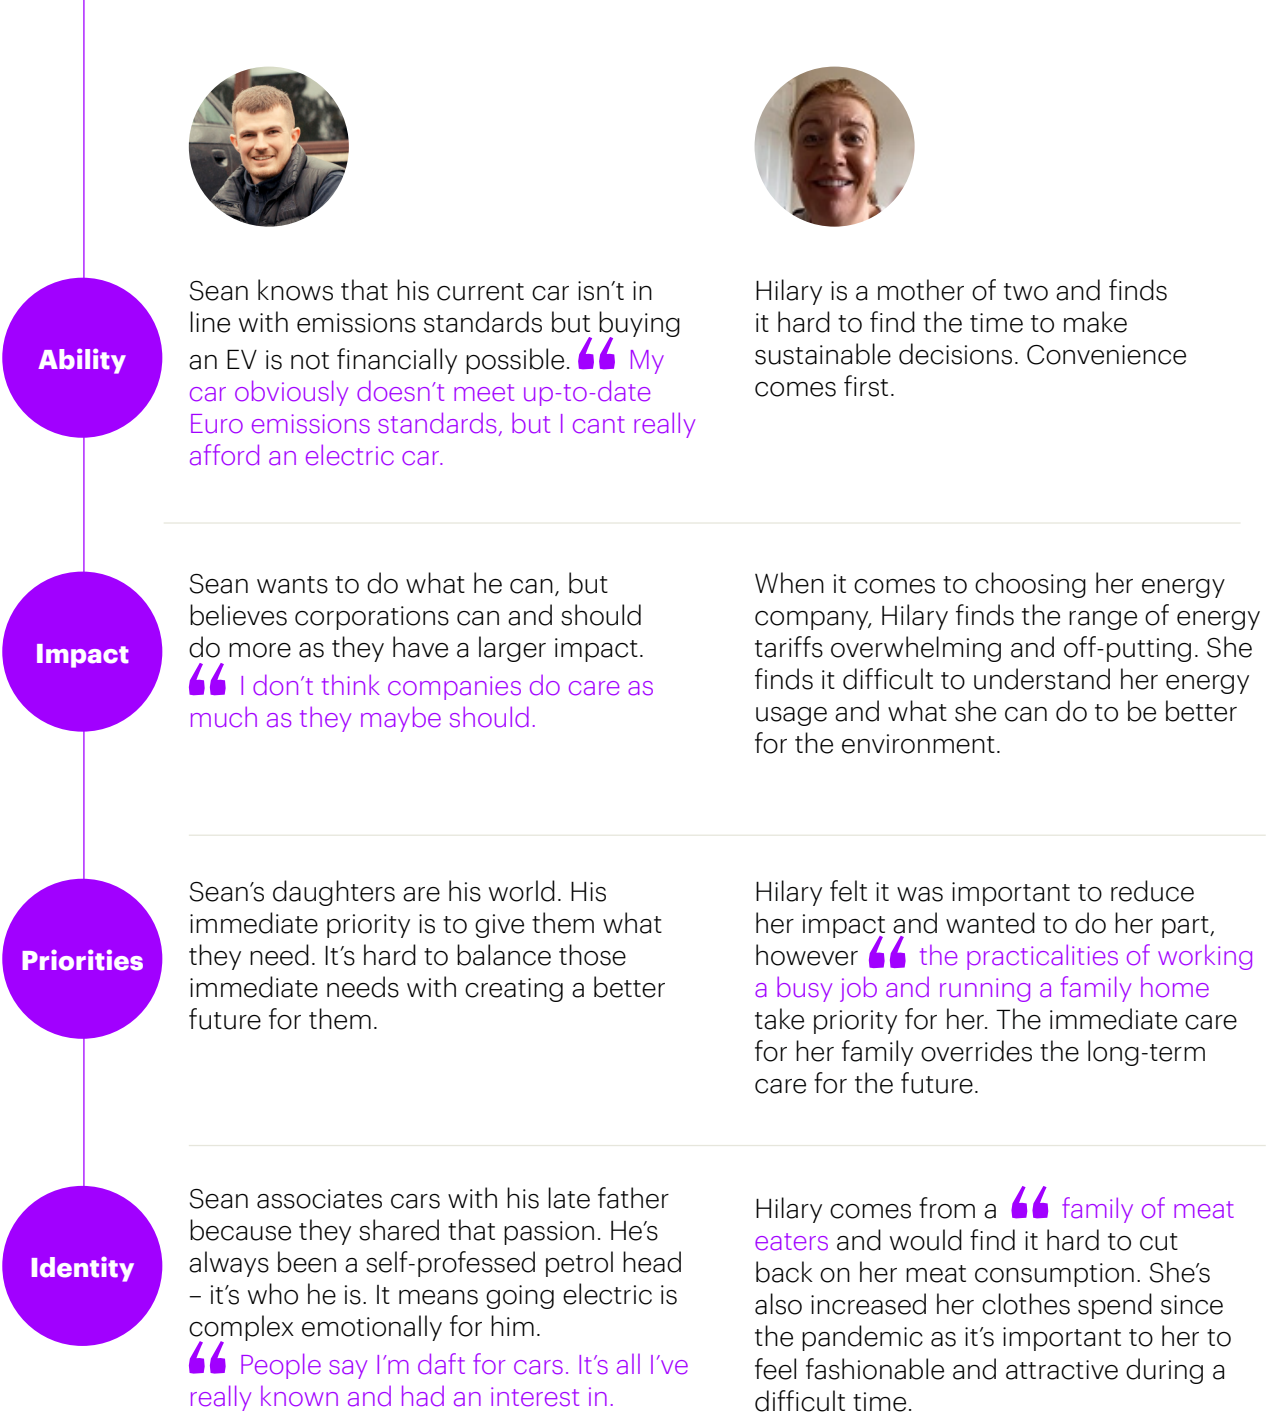 Ability
Sean knows that his current car isn’t in
line with emissions standards but buying
an EV is not financially possible. “ My
car obviously doesn’t meet up-to-date
Euro emissions standards, but I cant really
afford an electric car.
Hilary is a mother of two and finds
it hard to find the time to make
sustainable decisions. Convenience
comes first.
Impact
Sean wants to do what he can, but
believes corporations can and should
do more as they have a larger impact.
“ I don’t think companies do care as
much as they maybe should.
When it comes to choosing her energy
company, Hilary finds the range of energy
tariffs overwhelming and off-putting. She
finds it difficult to understand her energy
usage and what she can do to be better
for the environment.
Priorities
Sean’s daughters are his world. His
immediate priority is to give them what
they need. It’s hard to balance those
immediate needs with creating a better
future for them.
Hilary felt it was important to reduce
her impact and wanted to do her part,
however “ the practicalities of working
a busy job and running a family home
take priority for her. The immediate care
for her family overrides the long-term
care for the future.
Identity
Sean associates cars with his late father
because they shared that passion. He’s
always been a self-professed petrol head
– it’s who he is. It means going electric is
complex emotionally for him.
“ People say I’m daft for cars. It’s all I’ve
really known and had an interest in.
Hilary comes from a “ family of meat
eaters and would find it hard to cut
back on her meat consumption. She’s
also increased her clothes spend since
the pandemic as it’s important to her to
feel fashionable and attractive during a
difficult time.